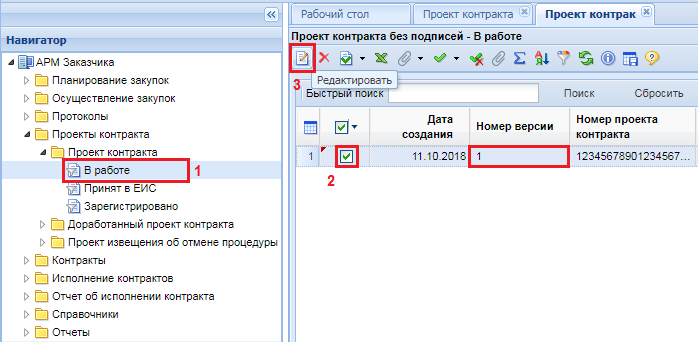 Рабочий стол
Проект контракта
Проект контрак
Навигатор
Проект контракта без подписей - В работе
АРМ Заказчика
Планирование закупок
Осуществление закупок
Протоколы
Проекты контракта
Проект контракта
В работе
1
Принят в ЕИС
Зарегистрировано
Доработанный проект контракта
Проект извещения об отмене процедуры
Контракты
Исполнение контрактов
Отчет об исполнении контракта
Справочники
Отчеты
3
Редактировать
Быстрый поиск
Поиск
Сбросить
Дата
создания
Номер версии
Номер проекта
контракта
1
11.10.2018
1
12345678901234567...
2